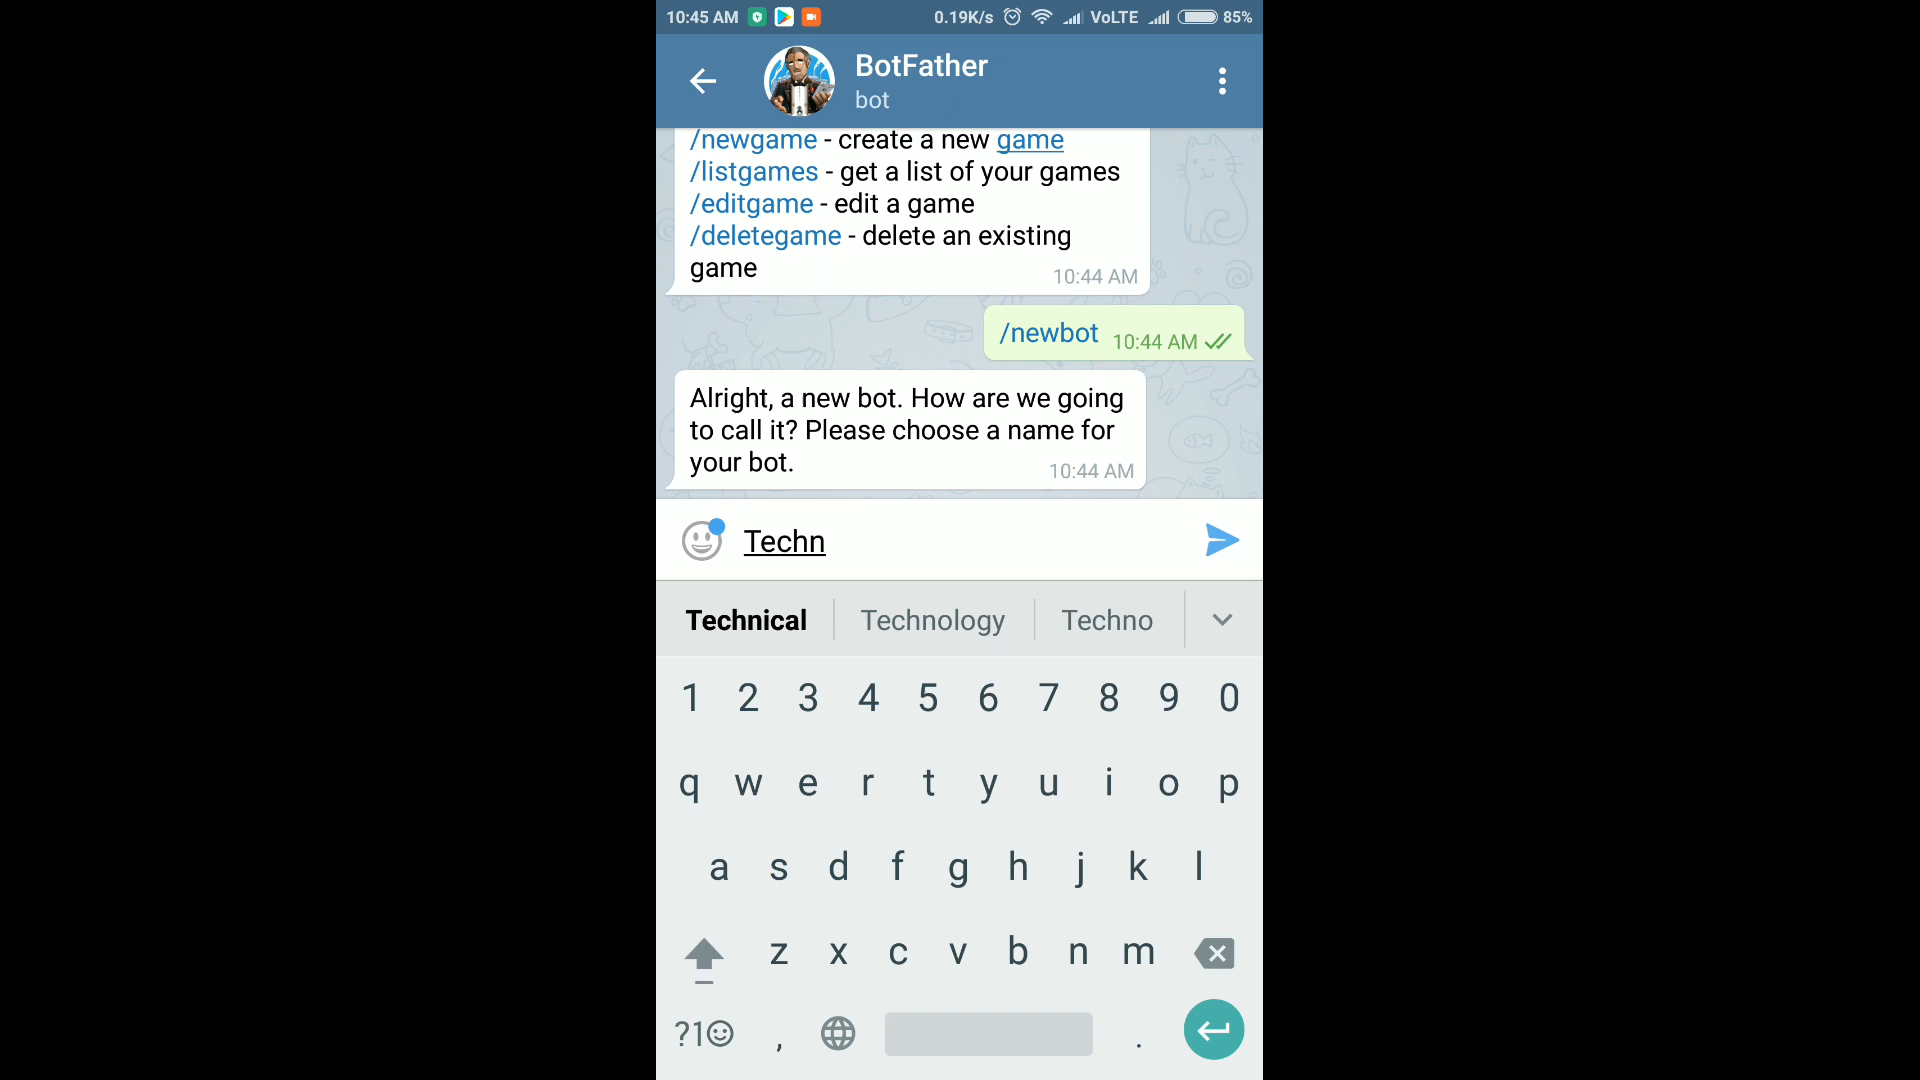 10:45 AM 0.19K/s VoLTE 85%
BotFather
bot
/newgame - create a new game
/listgames - get a list of your games
/editgame - edit a game
/deletegame - delete an existing
game 10:44 AM
/newbot 10:44 AM
Alright, a new bot. How are we going
to call it? Please choose a name for
your bot. 10:44 AM
Techn
Technical Technology Techno
1 2 3 4 5 6 7 8 9 0
q w e r t y u i o p
a s d f g h j k l
z x c v b n m
?1 , .